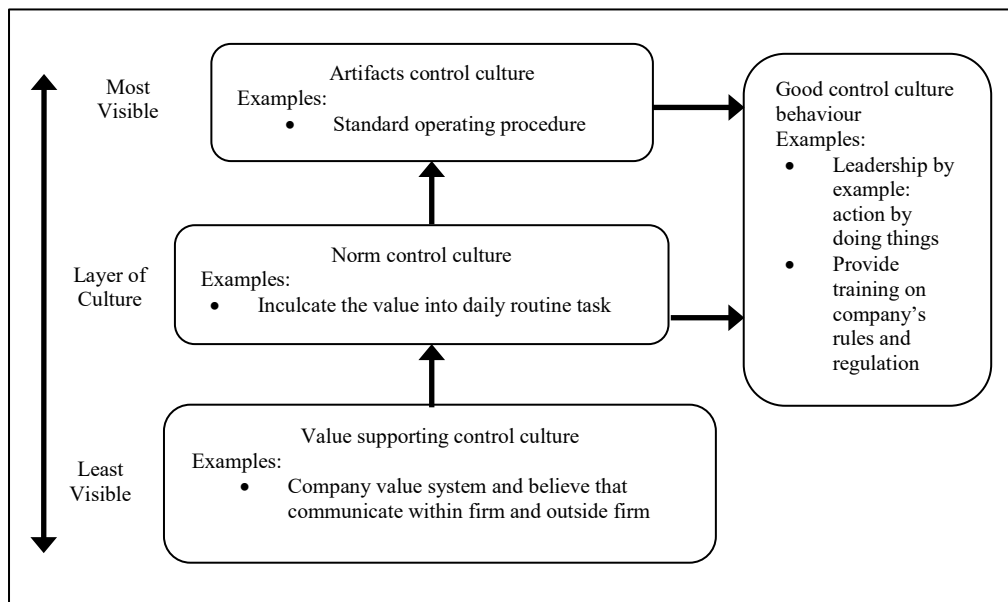 Most
Visible
Artifacts control culture
Examples:
• Standard operating procedure
Layer of
Culture
Norm control culture
Examples:
• Inculcate the value into daily routine task
Least
Visible
Value supporting control culture
Examples:
• Company value system and believe that
communicate within firm and outside firm
Good control culture
behaviour
Examples:
• Leadership by
example:
action by
doing things
• Provide
training on
company’s
rules and
regulation